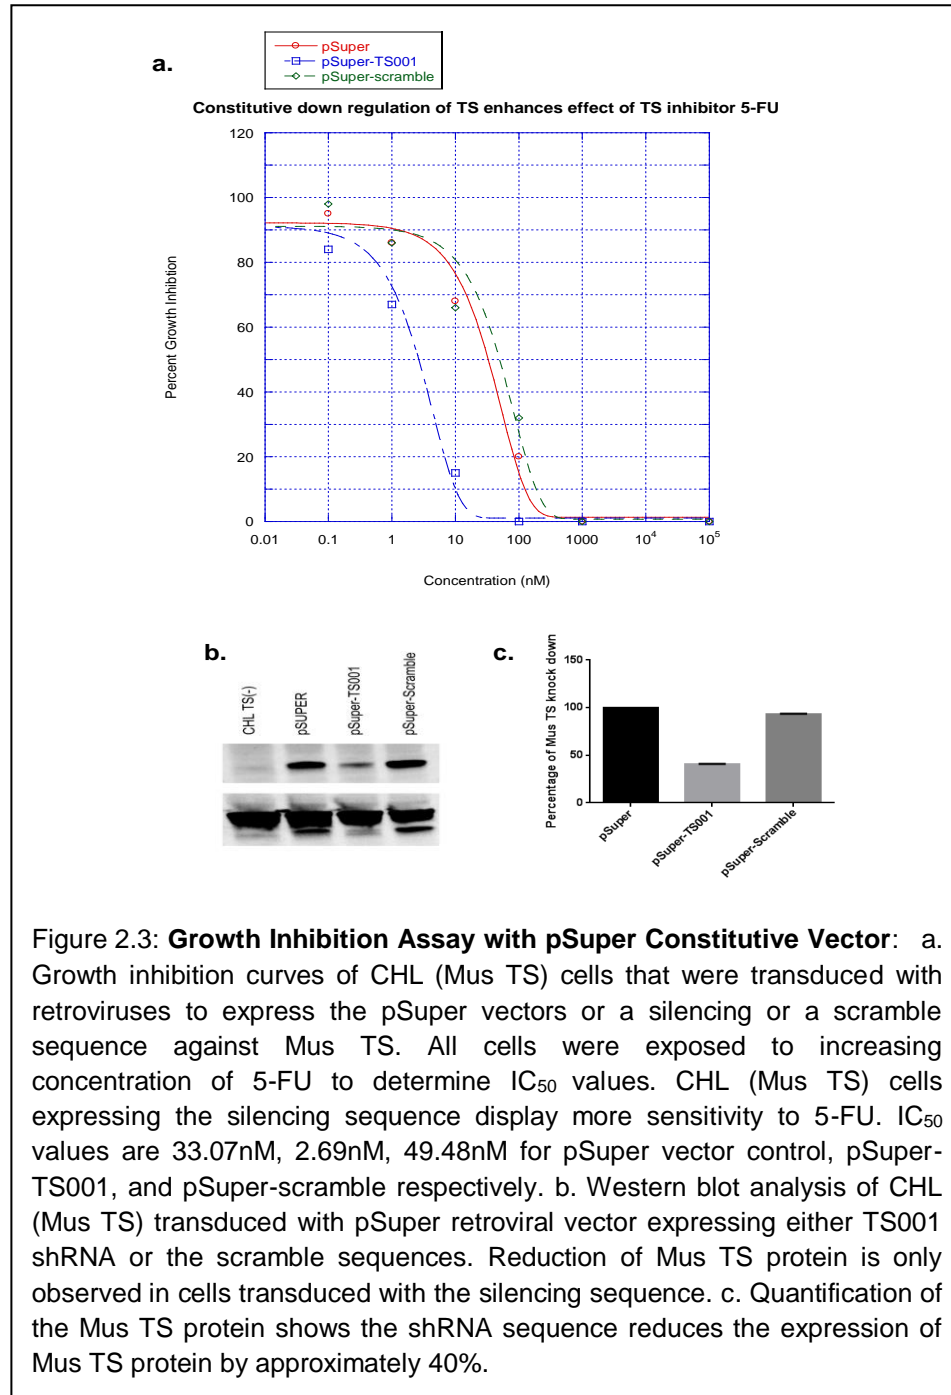 a.
pSuper
pSuper-TS001
pSuper-scramble
Constitutive down regulation of TS enhances effect of TS inhibitor 5-FU
Percent Growth Inhibtion
120
100
80
60
40
20
0
0.01
0.1
1
10
100
1000
10⁴
10⁵
Concentration (nM)
b.
CHL TS(-)
pSUPER
pSuper-TS001
pSuper-Scramble
c.
Percentage of Mus TS knock down
150
100
50
0
pSuper
pSuper-TS001
pSuper-Scramble
Figure 2.3: Growth Inhibition Assay with pSuper Constitutive Vector: a.
Growth inhibition curves of CHL (Mus TS) cells that were transduced with
retroviruses to express the pSuper vectors or a silencing or a scramble
sequence against Mus TS. All cells were exposed to increasing
concentration of 5-FU to determine IC₅₀ values. CHL (Mus TS) cells
expressing the silencing sequence display more sensitivity to 5-FU. IC₅₀
values are 33.07nM, 2.69nM, 49.48nM for pSuper vector control, pSuper-
TS001, and pSuper-scramble respectively. b. Western blot analysis of CHL
(Mus TS) transduced with pSuper retroviral vector expressing either TS001
shRNA or the scramble sequences. Reduction of Mus TS protein is only
observed in cells transduced with the silencing sequence. c. Quantification of
the Mus TS protein shows the shRNA sequence reduces the expression of
Mus TS protein by approximately 40%.